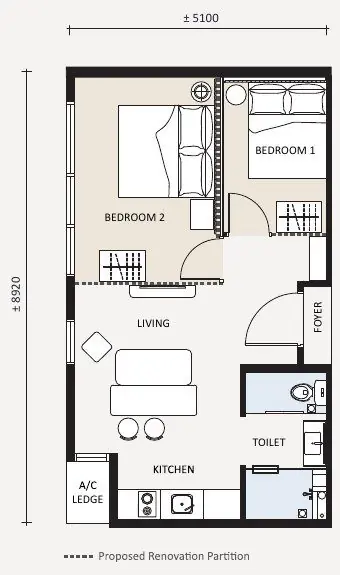 ± 5100
BEDROOM 1
BEDROOM 2
± 8920
LIVING
FOYER
TOILET
KITCHEN
A/C
LEDGE
Proposed Renovation Partition